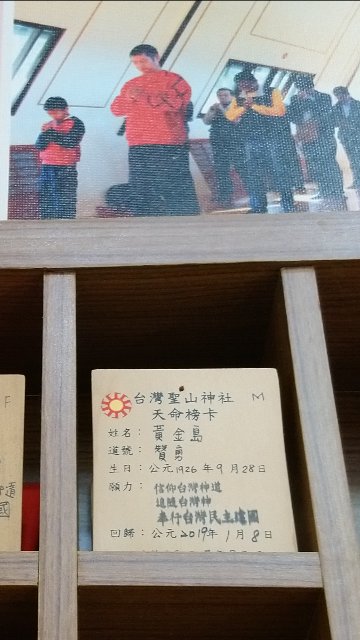 台灣聖山神社 M
天命榜卡
姓名：黃金島
道號：贊勇
生日：公元1926年9月28日
願力：信仰台灣神道
追隨台灣神
奉行台灣民主建國
回歸：公元2019年1月8日
F
道
國